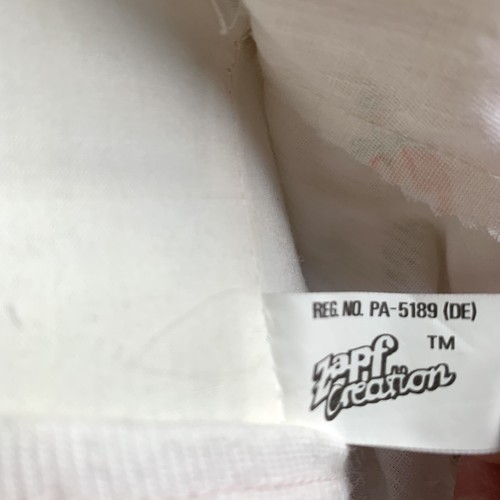 REG. NO. PA-5189 (DE)
TM
Zapf
Creation